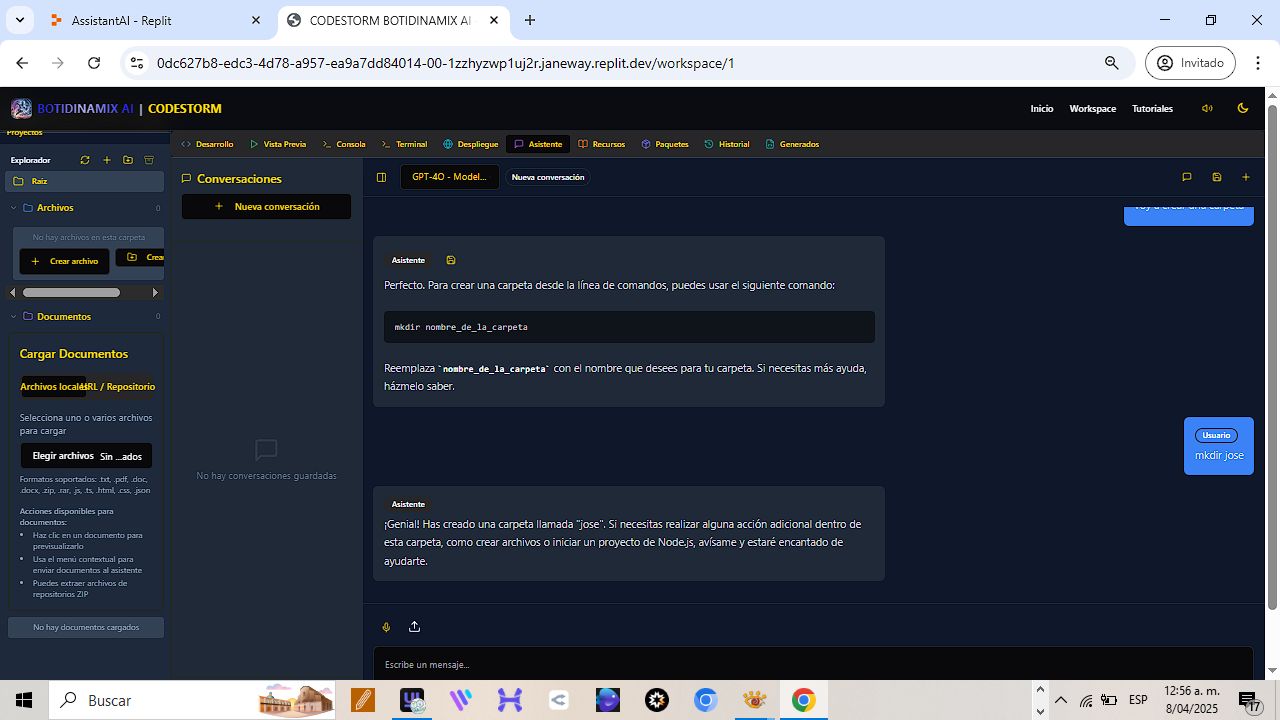 AssistantAI - Replit
CODESTORM BOTIDINAMIX AI
0dc627b8-edc3-4d78-a957-ea9a7dd84014-00-1zzhyzwp1uj2r.janeway.replit.dev/workspace/1
Invitado
BOTIDINAMIX AI | CODESTORM
Inicio Workspace Tutoriales
Proyectos
Desarrollo Vista Previa Consola Terminal Despliegue Asistente Recursos Paquetes Historial Generados
Explorador
Raíz
Archivos 0
No hay archivos en esta carpeta
Crear archivo Crea
Documentos 0
Cargar Documentos
Archivos locales URL / Repositorio
Selecciona uno o varios archivos
para cargar
Elegir archivos Sin ...ados
Formatos soportados: .txt, .pdf, .doc,
.docx, .zip, .rar, .js, .ts, .html, .css, .json
Acciones disponibles para
documentos:
• Haz clic en un documento para
previsualizarlo
• Usa el menú contextual para
enviar documentos al asistente
• Puedes extraer archivos de
repositorios ZIP
No hay documentos cargados
Conversaciones
Nueva conversación
No hay conversaciones guardadas
GPT-4O - Model... Nueva conversación
Voy a crear una carpeta
Asistente
Perfecto. Para crear una carpeta desde la línea de comandos, puedes usar el siguiente comando:
mkdir nombre_de_la_carpeta
Reemplaza `nombre_de_la_carpeta` con el nombre que desees para tu carpeta. Si necesitas más ayuda,
házmelo saber.
Usuario
mkdir jose
Asistente
¡Genial! Has creado una carpeta llamada "jose". Si necesitas realizar alguna acción adicional dentro de
esta carpeta, como crear archivos o iniciar un proyecto de Node.js, avísame y estaré encantado de
ayudarte.
Escribe un mensaje...
Buscar
ESP
12:56 a. m.
8/04/2025
17